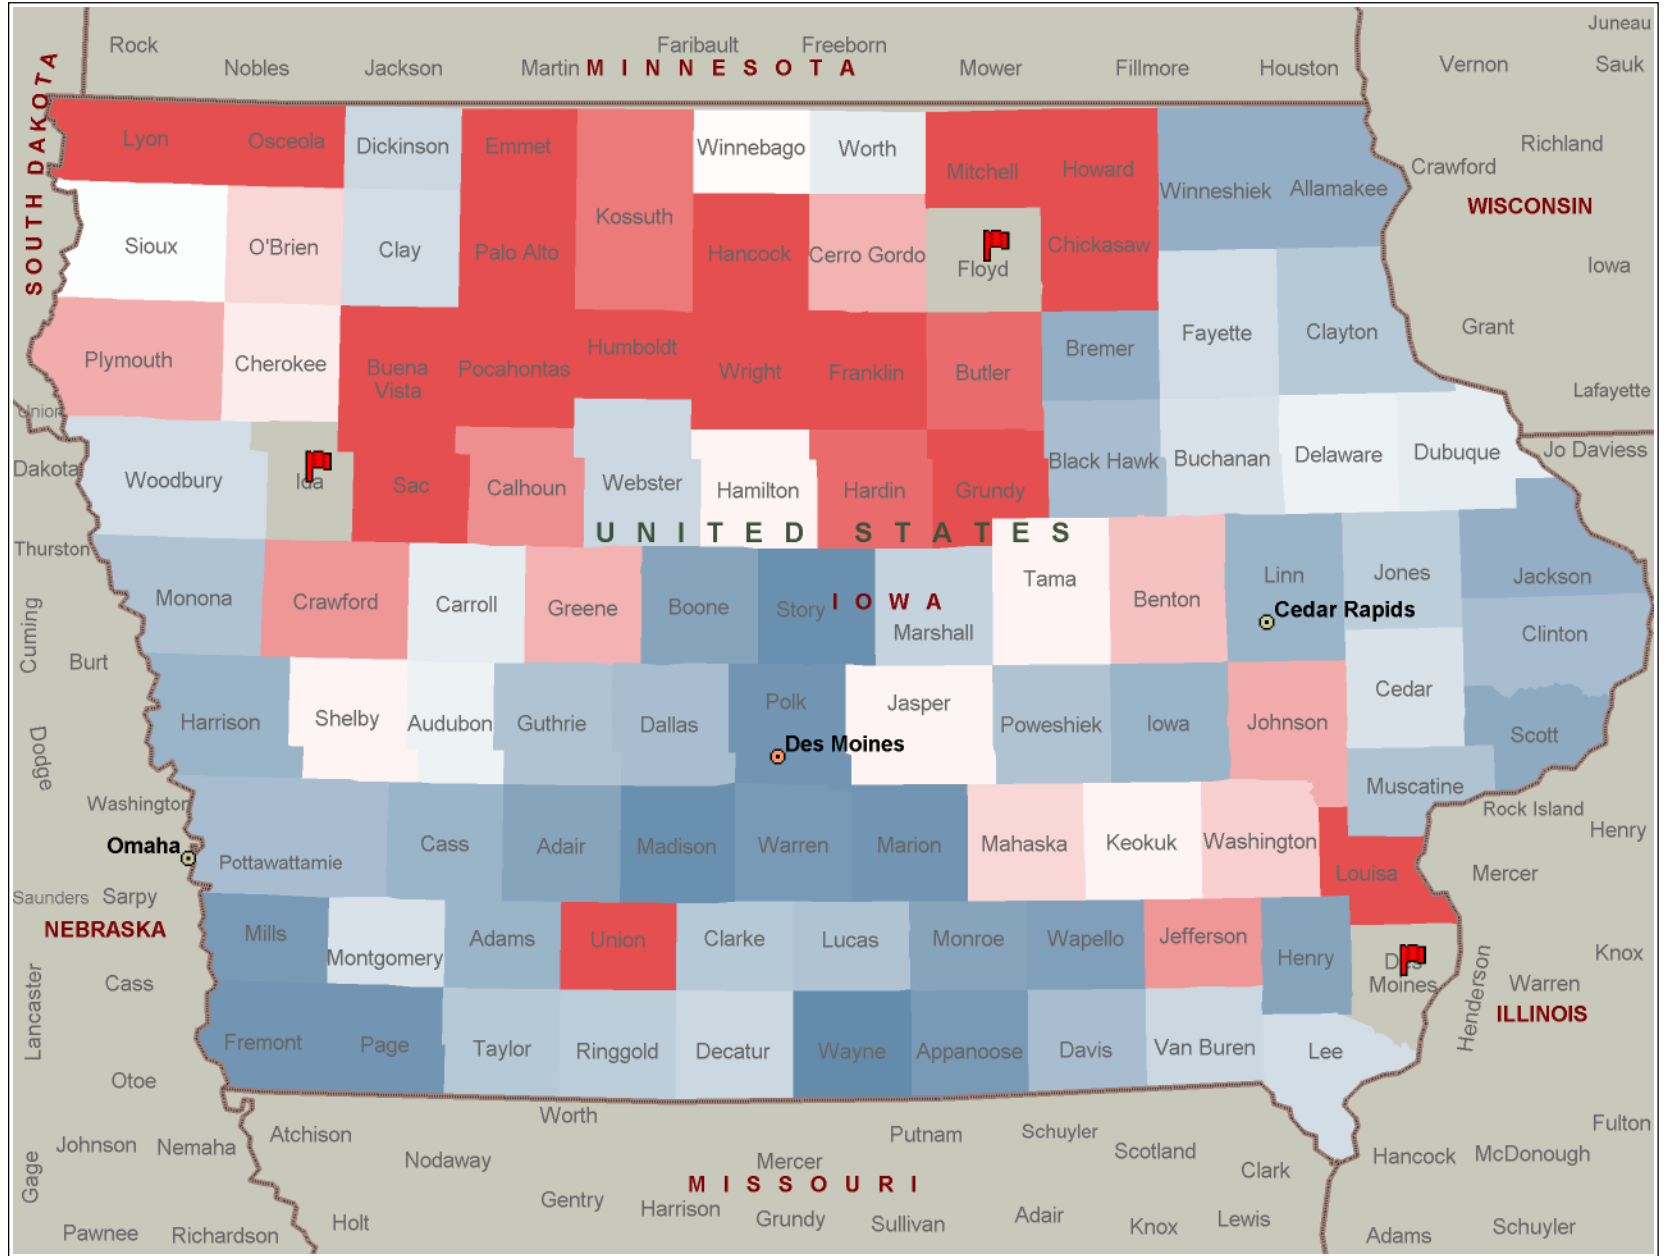 Juneau
Rock
Faribault
Freeborn
Nobles
Jackson
Martin
MINNESOTA
Mower
Fillmore
Houston
Vernon
Sauk
SOUTH DAKOTA
Lyon
Osceola
Dickinson
Emmet
Winnebago
Worth
Mitchell
Howard
Winneshiek
Allamakee
Crawford
Richland
WISCONSIN
Kossuth
Sioux
O'Brien
Clay
Palo Alto
Hancock
Cerro Gordo
Floyd
Chickasaw
Iowa
Plymouth
Cherokee
Buena
Vista
Pocahontas
Humboldt
Wright
Franklin
Butler
Bremer
Fayette
Clayton
Grant
Lafayette
Union
Dakota
Woodbury
Ida
Sac
Calhoun
Webster
Hamilton
Hardin
Grundy
Black Hawk
Buchanan
Delaware
Dubuque
Jo Daviess
UNITED STATES
Thurston
Monona
Crawford
Carroll
Greene
Boone
Story
IOWA
Marshall
Tama
Benton
Linn
Cedar Rapids
Jones
Jackson
Clinton
Cuming
Burt
Harrison
Shelby
Audubon
Guthrie
Dallas
Polk
Des Moines
Jasper
Poweshiek
Iowa
Johnson
Cedar
Scott
Muscatine
Dodge
Washington
Rock Island
Henry
Omaha
Pottawattamie
Cass
Adair
Madison
Warren
Marion
Mahaska
Keokuk
Washington
Louisa
Mercer
Saunders
Sarpy
NEBRASKA
Mills
Montgomery
Adams
Union
Clarke
Lucas
Monroe
Wapello
Jefferson
Henry
Des
Moines
Henderson
Knox
Warren
ILLINOIS
Lancaster
Cass
Fremont
Page
Taylor
Ringgold
Decatur
Wayne
Appanoose
Davis
Van Buren
Lee
Otoe
Worth
Fulton
Johnson
Nemaha
Atchison
Nodaway
Mercer
Putnam
Schuyler
Scotland
Clark
Hancock
McDonough
Gage
MISSOURI
Gentry
Harrison
Grundy
Sullivan
Adair
Knox
Lewis
Pawnee
Richardson
Holt
Adams
Schuyler